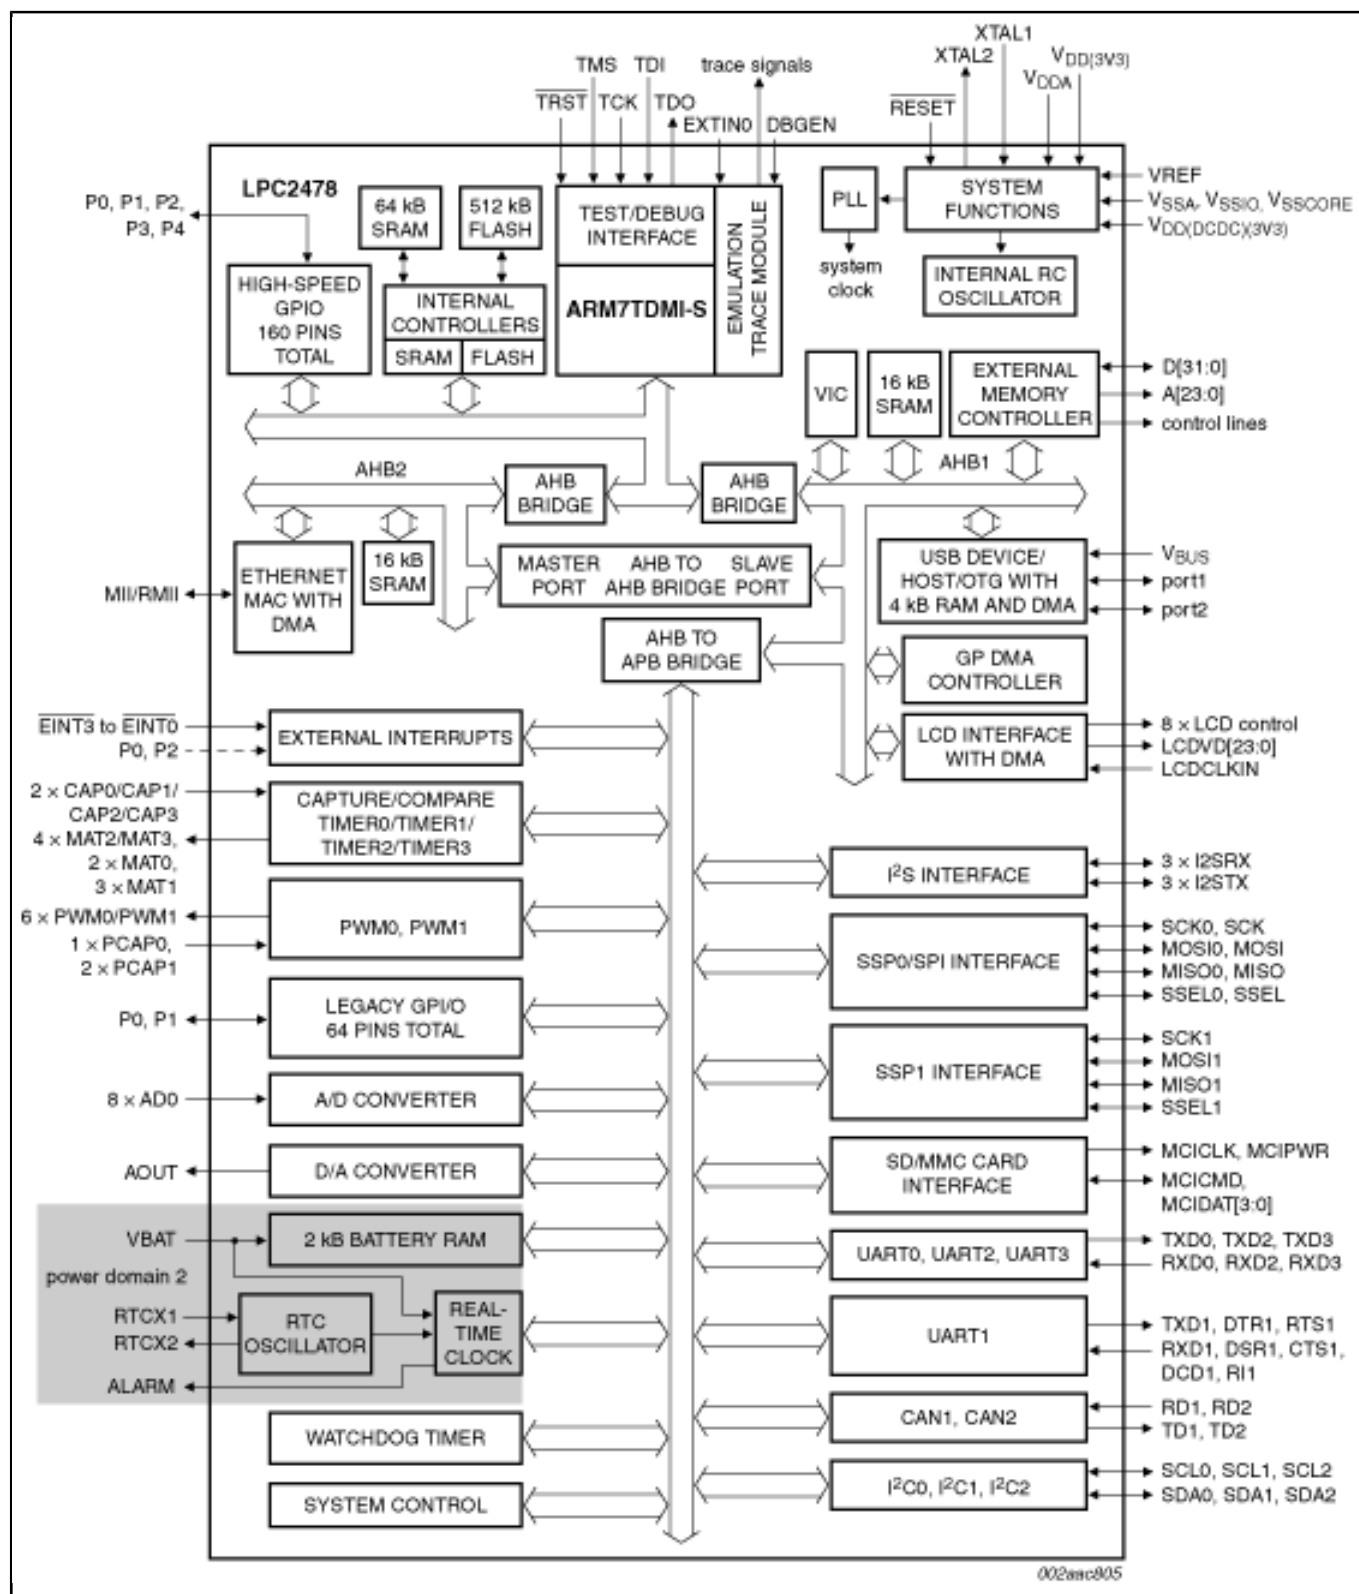 XTAL1
XTAL2
VDD(3V3)
VDDA
TMS TDI trace signals
TRST TCK TDO
EXTIN0 DBGEN
RESET
LPC2478
P0, P1, P2,
P3, P4
64 kB
SRAM
512 kB
FLASH
TEST/DEBUG
INTERFACE
EMULATION
TRACE MODULE
PLL
SYSTEM
FUNCTIONS
VREF
VSSA, VSSIO, VSSCORE
VDD(DCDC)(3V3)
system
clock
INTERNAL RC
OSCILLATOR
HIGH-SPEED
GPIO
160 PINS
TOTAL
INTERNAL
CONTROLLERS
SRAM FLASH
ARM7TDMI-S
VIC
16 kB
SRAM
EXTERNAL
MEMORY
CONTROLLER
D[31:0]
A[23:0]
control lines
AHB2
AHB
BRIDGE
AHB
BRIDGE
AHB1
ETHERNET
MAC WITH
DMA
MII/RMII
16 kB
SRAM
MASTER
PORT
AHB TO
AHB BRIDGE
SLAVE
PORT
USB DEVICE/
HOST/OTG WITH
4 kB RAM AND DMA
VBUS
port1
port2
AHB TO
APB BRIDGE
GP DMA
CONTROLLER
LCD INTERFACE
WITH DMA
8 × LCD control
LCDVD[23:0]
LCDCLKIN
EINT3 to EINT0
P0, P2
EXTERNAL INTERRUPTS
2 × CAP0/CAP1/
CAP2/CAP3
4 × MAT2/MAT3,
2 × MAT0,
3 × MAT1
CAPTURE/COMPARE
TIMER0/TIMER1/
TIMER2/TIMER3
I2S INTERFACE
3 × I2SRX
3 × I2STX
6 × PWM0/PWM1
1 × PCAP0,
2 × PCAP1
PWM0, PWM1
SSP0/SPI INTERFACE
SCK0, SCK
MOSI0, MOSI
MISO0, MISO
SSEL0, SSEL
P0, P1
LEGACY GPI/O
64 PINS TOTAL
SSP1 INTERFACE
SCK1
MOSI1
MISO1
SSEL1
8 × AD0
A/D CONVERTER
AOUT
D/A CONVERTER
SD/MMC CARD
INTERFACE
MCICLK, MCIPWR
MCICMD,
MCIDAT[3:0]
VBAT
2 kB BATTERY RAM
power domain 2
UART0, UART2, UART3
TXD0, TXD2, TXD3
RXD0, RXD2, RXD3
RTCX1
RTCX2
RTC
OSCILLATOR
REAL-
TIME
CLOCK
ALARM
UART1
TXD1, DTR1, RTS1
RXD1, DSR1, CTS1,
DCD1, RI1
WATCHDOG TIMER
CAN1, CAN2
RD1, RD2
TD1, TD2
SYSTEM CONTROL
I2C0, I2C1, I2C2
SCL0, SCL1, SCL2
SDA0, SDA1, SDA2
002aac805